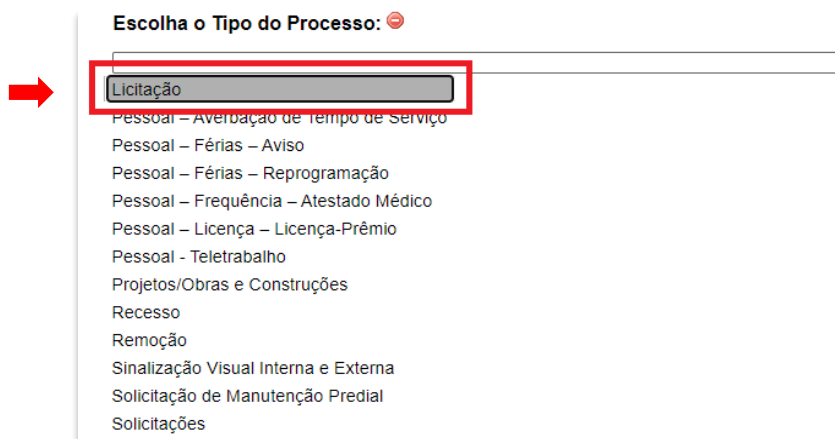 Escolha o Tipo do Processo:
Licitação
Pessoal – Averbação de Tempo de Serviço
Pessoal – Férias – Aviso
Pessoal – Férias – Reprogramação
Pessoal – Frequência – Atestado Médico
Pessoal – Licença – Licença-Prêmio
Pessoal - Teletrabalho
Projetos/Obras e Construções
Recesso
Remoção
Sinalização Visual Interna e Externa
Solicitação de Manutenção Predial
Solicitações